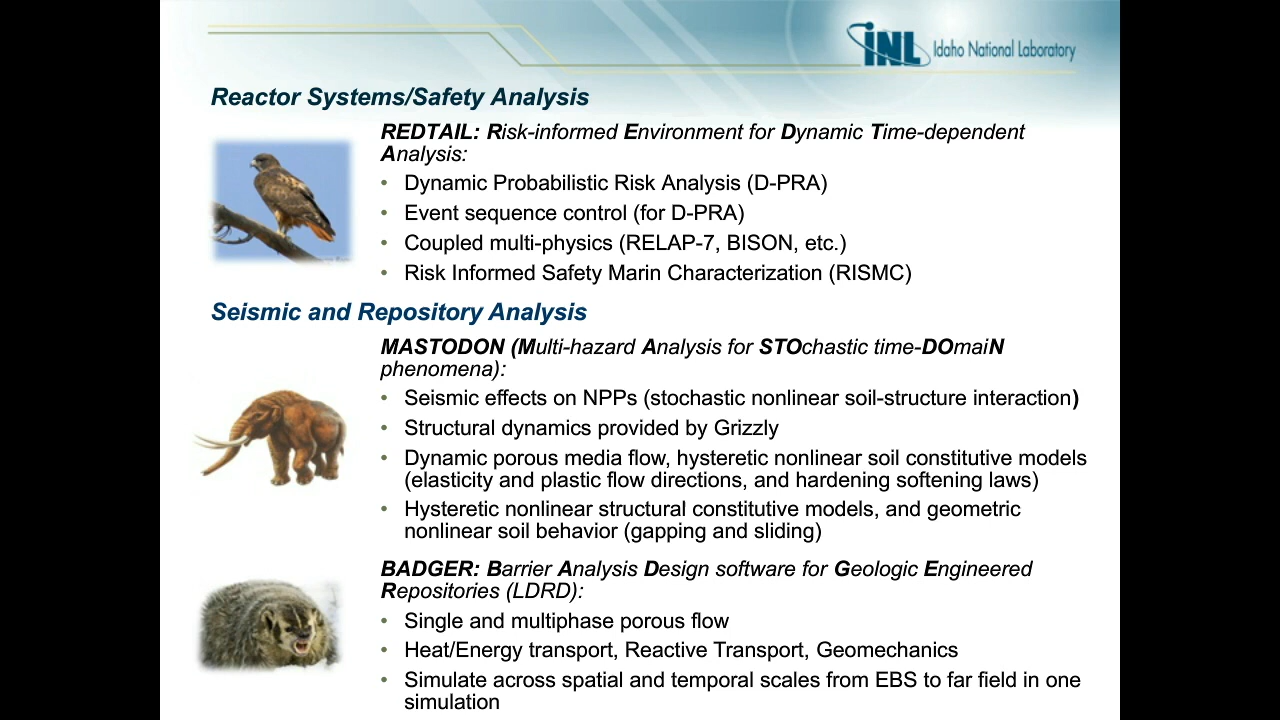 INL Idaho National Laboratory
Reactor Systems/Safety Analysis
REDTAIL: Risk-informed Environment for Dynamic Time-dependent
Analysis:
• Dynamic Probabilistic Risk Analysis (D-PRA)
• Event sequence control (for D-PRA)
• Coupled multi-physics (RELAP-7, BISON, etc.)
• Risk Informed Safety Marin Characterization (RISMC)
Seismic and Repository Analysis
MASTODON (Multi-hazard Analysis for STOchastic time-DOmaiN
phenomena):
• Seismic effects on NPPs (stochastic nonlinear soil-structure interaction)
• Structural dynamics provided by Grizzly
• Dynamic porous media flow, hysteretic nonlinear soil constitutive models
(elasticity and plastic flow directions, and hardening softening laws)
• Hysteretic nonlinear structural constitutive models, and geometric
nonlinear soil behavior (gapping and sliding)
BADGER: Barrier Analysis Design software for Geologic Engineered
Repositories (LDRD):
• Single and multiphase porous flow
• Heat/Energy transport, Reactive Transport, Geomechanics
• Simulate across spatial and temporal scales from EBS to far field in one
simulation